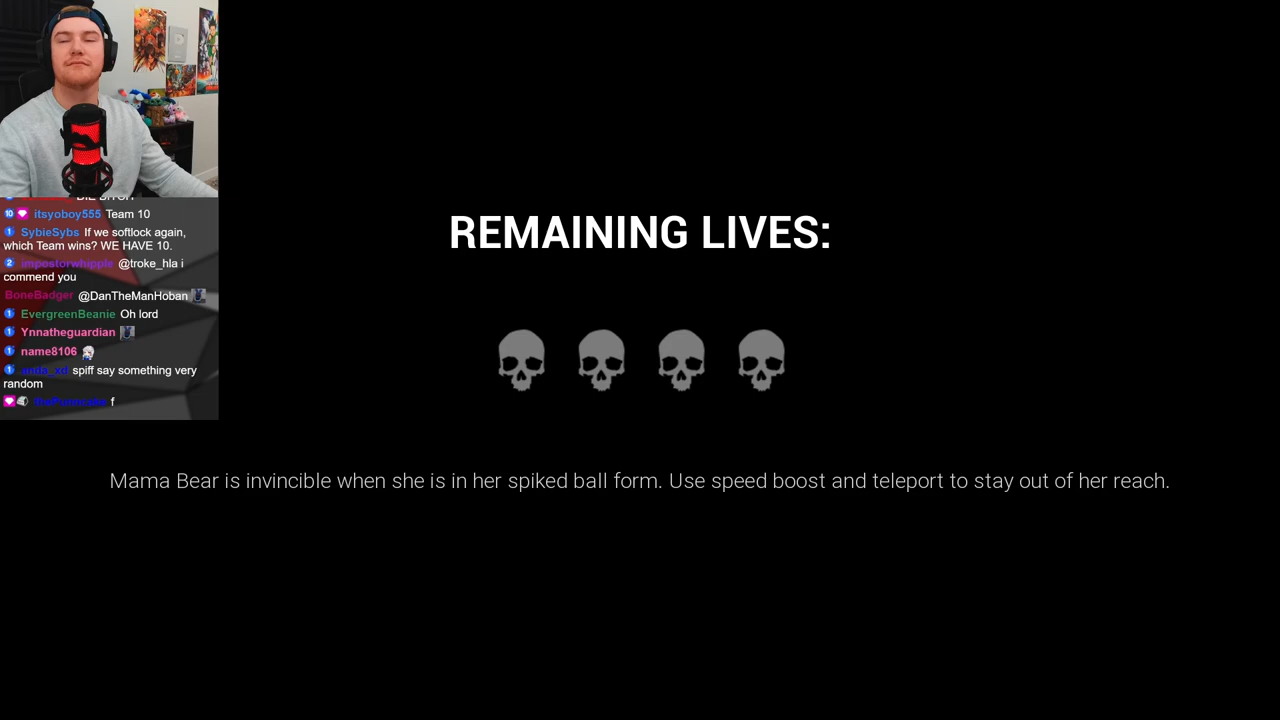 itsyoboy555 Team 10
SybieSybs If we softlock again,
which Team wins? WE HAVE 10.
impostorwhipple @troke_hla i
commend you
BoneBadger @DanTheManHoban
EvergreenBeanie Oh lord
Ynnatheguardian
name8106
anda_xd spiff say something very
random
f
REMAINING LIVES:
Mama Bear is invincible when she is in her spiked ball form. Use speed boost and teleport to stay out of her reach.